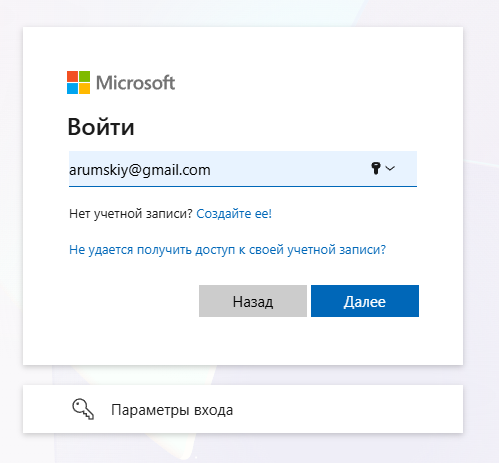 Microsoft
Войти
arumskiy@gmail.com
Нет учетной записи? Создайте ее!
Не удается получить доступ к своей учетной записи?
Назад Далее
Параметры входа